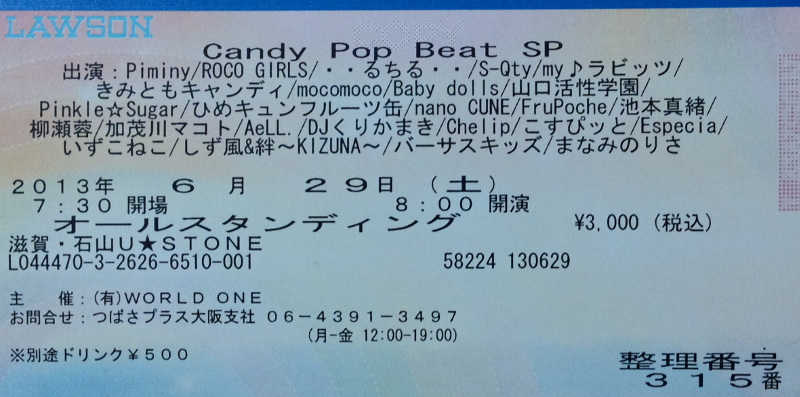 LAWSON
Candy Pop Beat SP
出演：Piminy/ROCO GIRLS/・・るちる・・/S-Qty/my♪ラビッツ/
きみともキャンディ/mocomoco/Baby dolls/山口活性学園/
Pinkle☆Sugar/ひめキュンフルーツ缶/nano CUNE/FruPoche/池本真緒/
柳瀬蓉/加茂川マコト/AeLL./DJくりかまき/Chelip/こすぴッと/Especia/
いずこねこ/しず風&絆～KIZUNA～/バーサスキッズ/まなみのりさ
２０１３年　６　月　２９日　（土）
７：３０ 開場　８：００ 開演
オールスタンディング　¥3,000（税込）
滋賀・石山Ｕ★ＳＴＯＮＥ
L044470-3-2626-6510-001　58224 130629
主　催：(有)ＷＯＲＬＤ ＯＮＥ
お問合せ：つばさプラス大阪支社 ０６－４３９１－３４９７
(月-金 12:00-19:00)
※別途ドリンク￥５００
整理番号
３１５番